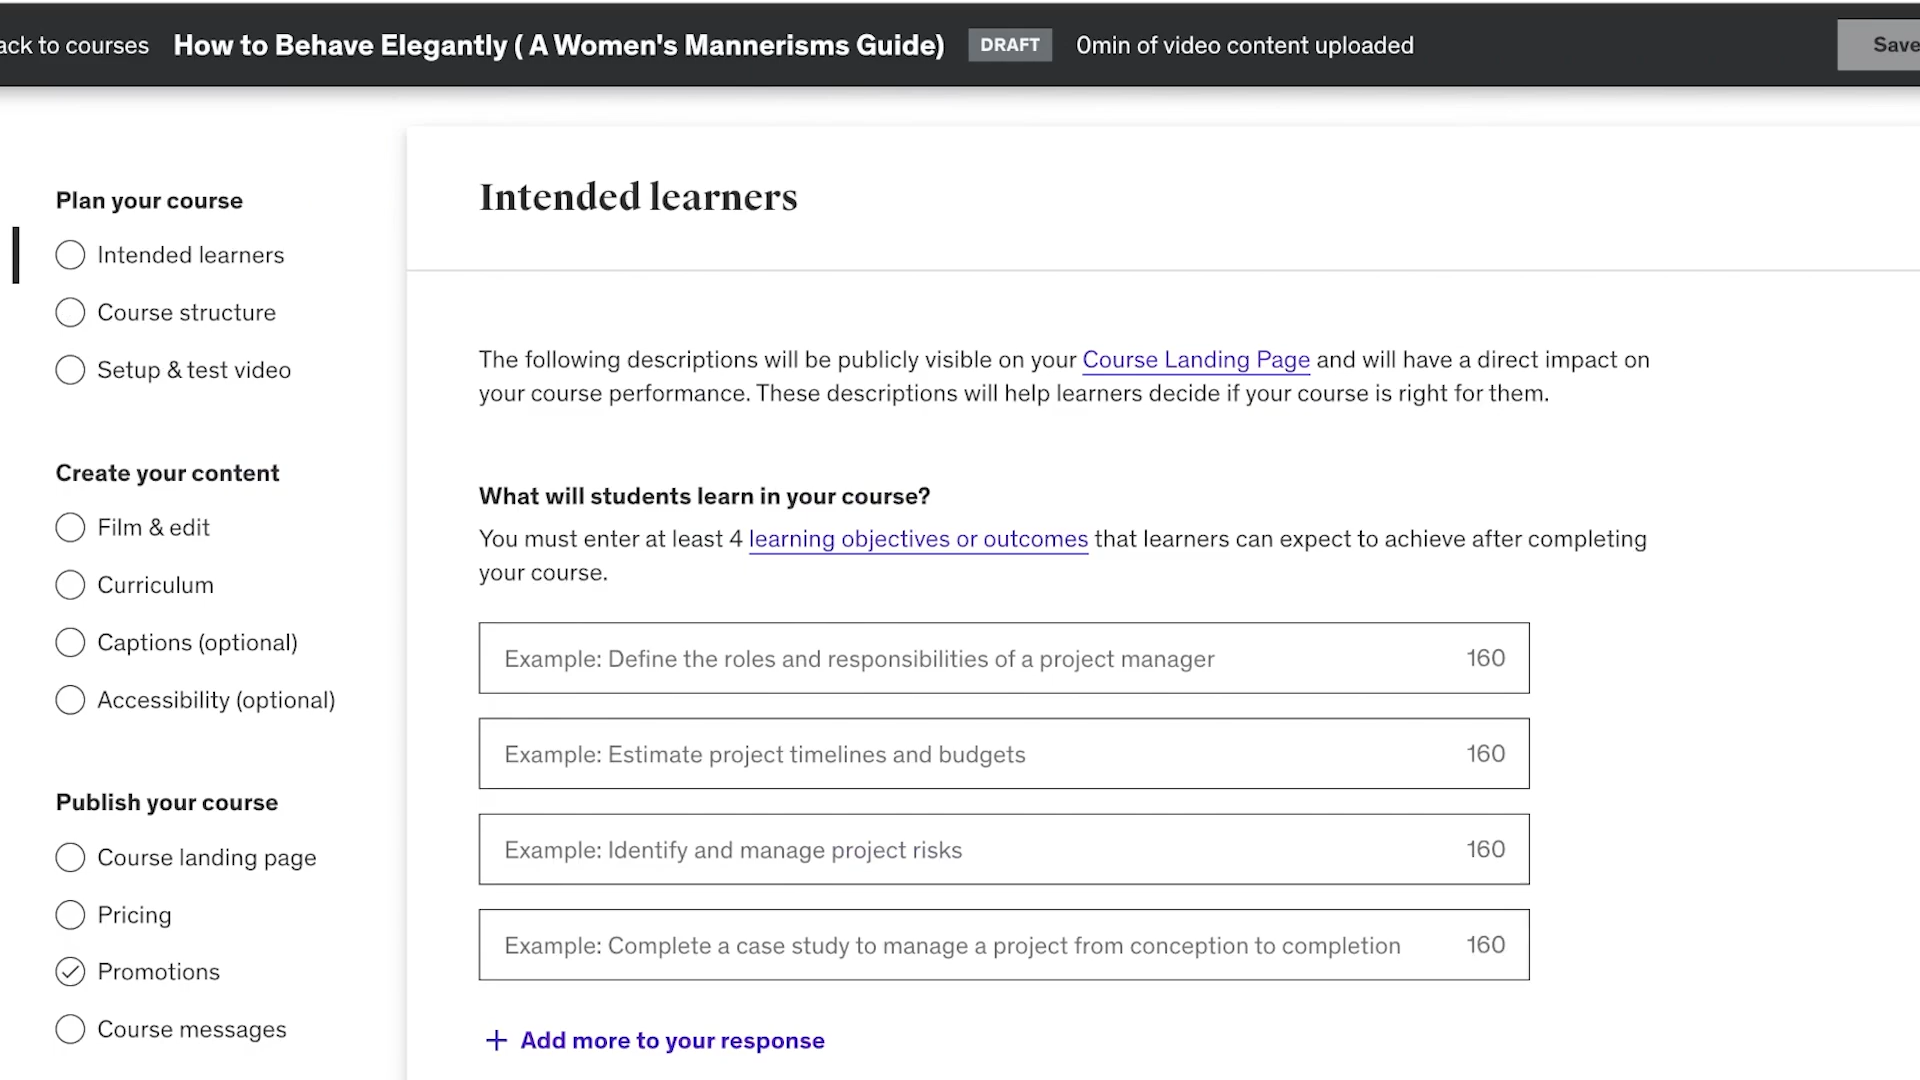 ack to courses How to Behave Elegantly ( A Women's Mannerisms Guide) DRAFT 0min of video content uploaded Save
Plan your course
Intended learners
Course structure
Setup & test video
Create your content
Film & edit
Curriculum
Captions (optional)
Accessibility (optional)
Publish your course
Course landing page
Pricing
Promotions
Course messages
Intended learners
The following descriptions will be publicly visible on your Course Landing Page and will have a direct impact on
your course performance. These descriptions will help learners decide if your course is right for them.
What will students learn in your course?
You must enter at least 4 learning objectives or outcomes that learners can expect to achieve after completing
your course.
Example: Define the roles and responsibilities of a project manager 160
Example: Estimate project timelines and budgets 160
Example: Identify and manage project risks 160
Example: Complete a case study to manage a project from conception to completion 160
+ Add more to your response